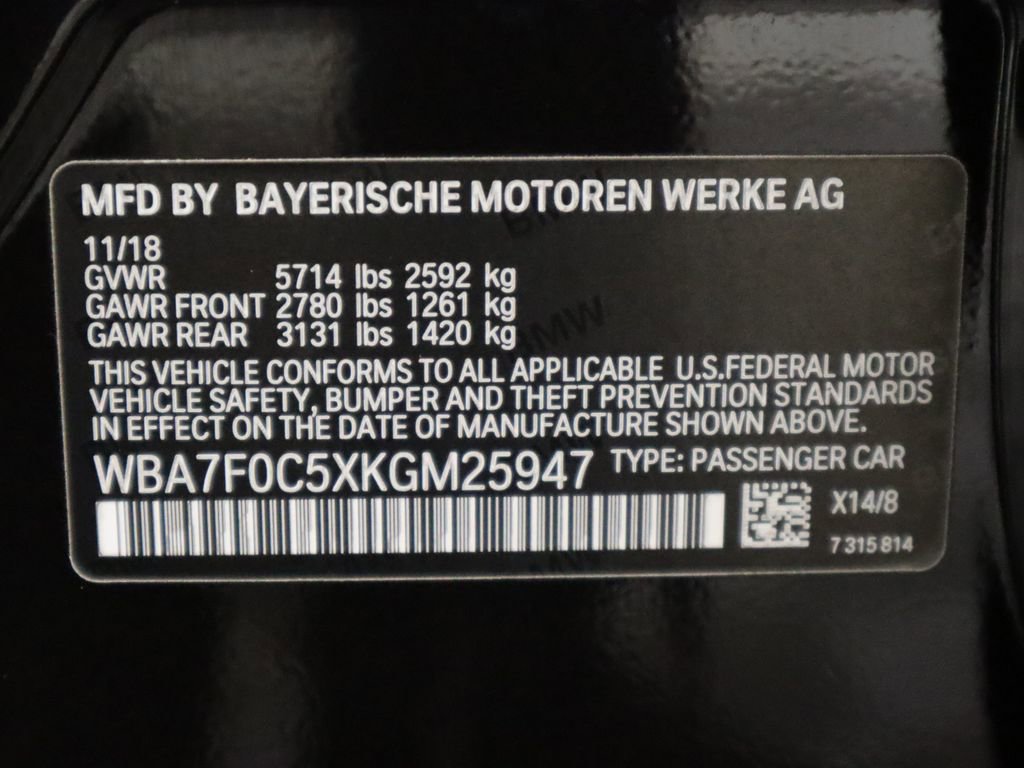 MFD BY BAYERISCHE MOTOREN WERKE AG
11/18
GVWR 5714 lbs 2592 kg
GAWR FRONT 2780 lbs 1261 kg
GAWR REAR 3131 lbs 1420 kg
THIS VEHICLE CONFORMS TO ALL APPLICABLE U.S.FEDERAL MOTOR
VEHICLE SAFETY, BUMPER AND THEFT PREVENTION STANDARDS
IN EFFECT ON THE DATE OF MANUFACTURE SHOWN ABOVE.
WBA7F0C5XKGM25947 TYPE: PASSENGER CAR
X14/8
7 315 814
BMW
BMW
BMW